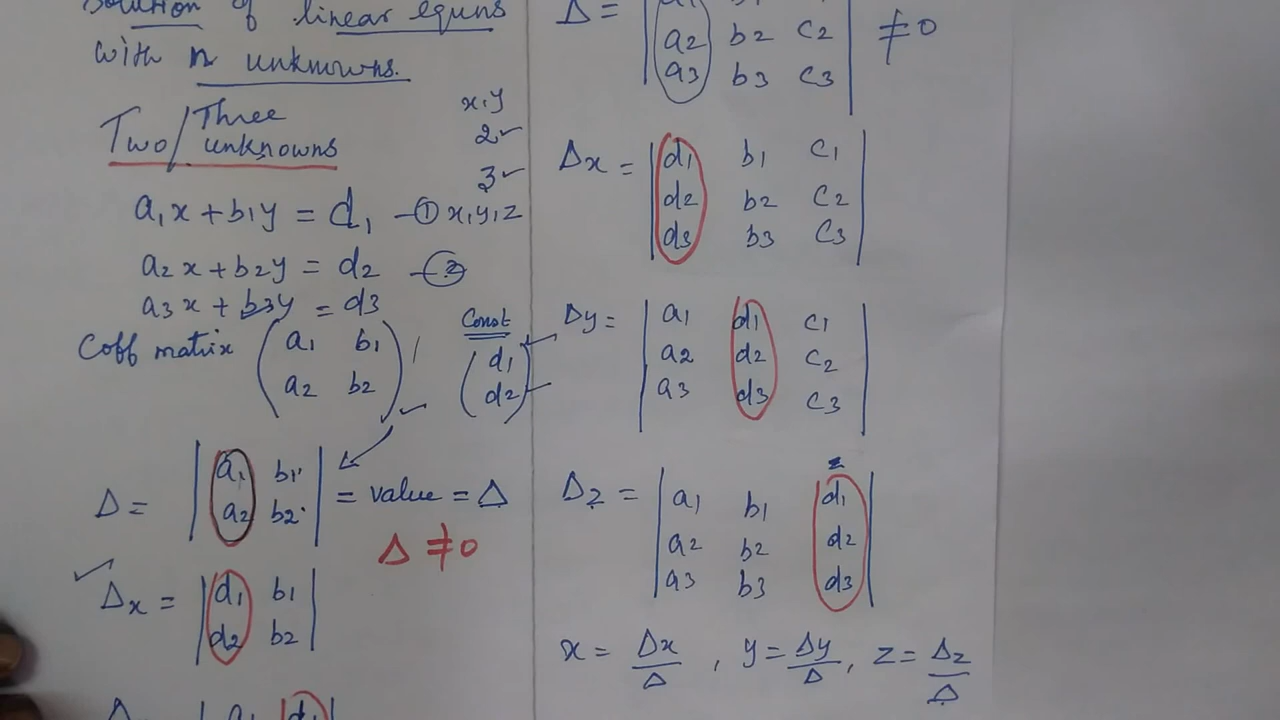 Solution of linear equns
with n unknowns.
Two/Three unknowns
x,y
2✓
3✓
x,y,z
a1x + b1y = d1 —①
a2x + b2y = d2 —②
a3x + b3y = d3
Coff matrix (a1 b1
a2 b2) ,
Const
(d1
d2)
Δ = |a1 b1
a2 b2| = value = Δ
Δ ≠ 0
Δx = |d1 b1
d2 b2|
a1 d1
Δ = |
a2 b2 c2
a3 b3 c3| ≠ 0
Δx = |d1 b1 c1
d2 b2 c2
d3 b3 c3|
Δy = |a1 d1 c1
a2 d2 c2
a3 d3 c3|
z
Δz = |a1 b1 d1
a2 b2 d2
a3 b3 d3|
x = Δx/Δ , y = Δy/Δ , z = Δz/Δ